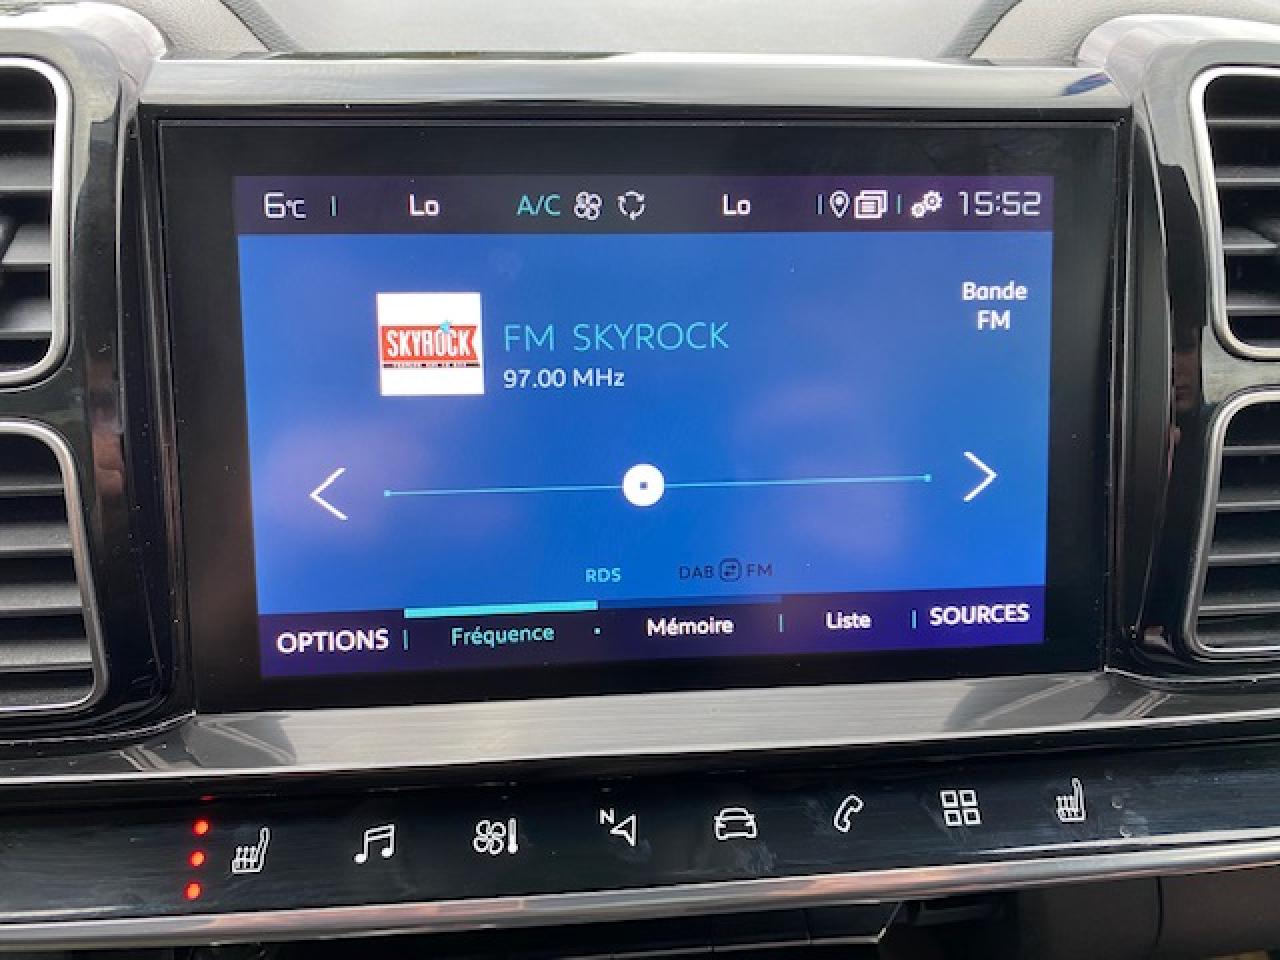 6°C Lo A/C Lo 15:52
Bande
FM
SKYROCK
FM SKYROCK
97.00 MHz
RDS DAB FM
OPTIONS Fréquence Mémoire Liste SOURCES
N